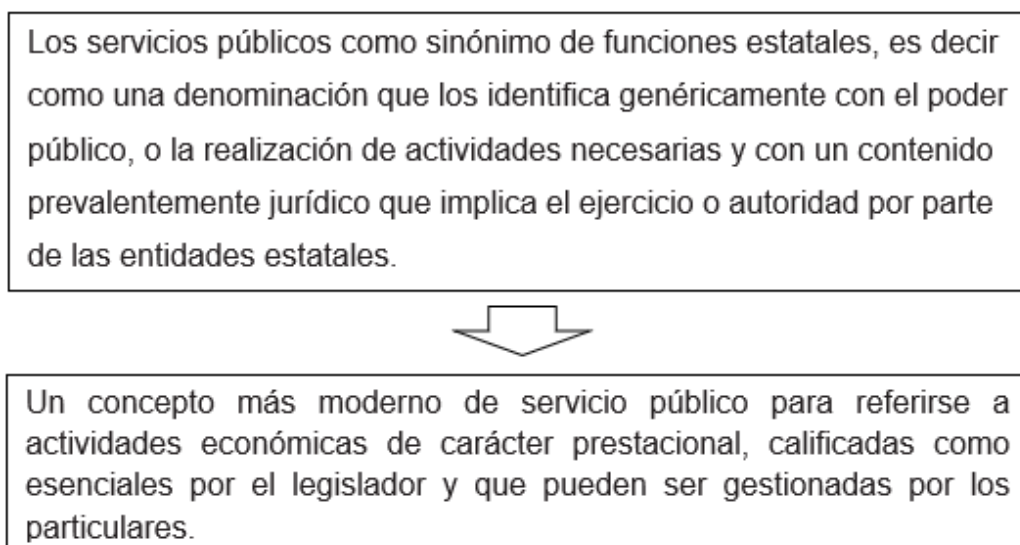 Los servicios públicos como sinónimo de funciones estatales, es decir
como una denominación que los identifica genéricamente con el poder
público, o la realización de actividades necesarias y con un contenido
prevalentemente jurídico que implica el ejercicio o autoridad por parte
de las entidades estatales.
Un concepto más moderno de servicio público para referirse a
actividades económicas de carácter prestacional, calificadas como
esenciales por el legislador y que pueden ser gestionadas por los
particulares.